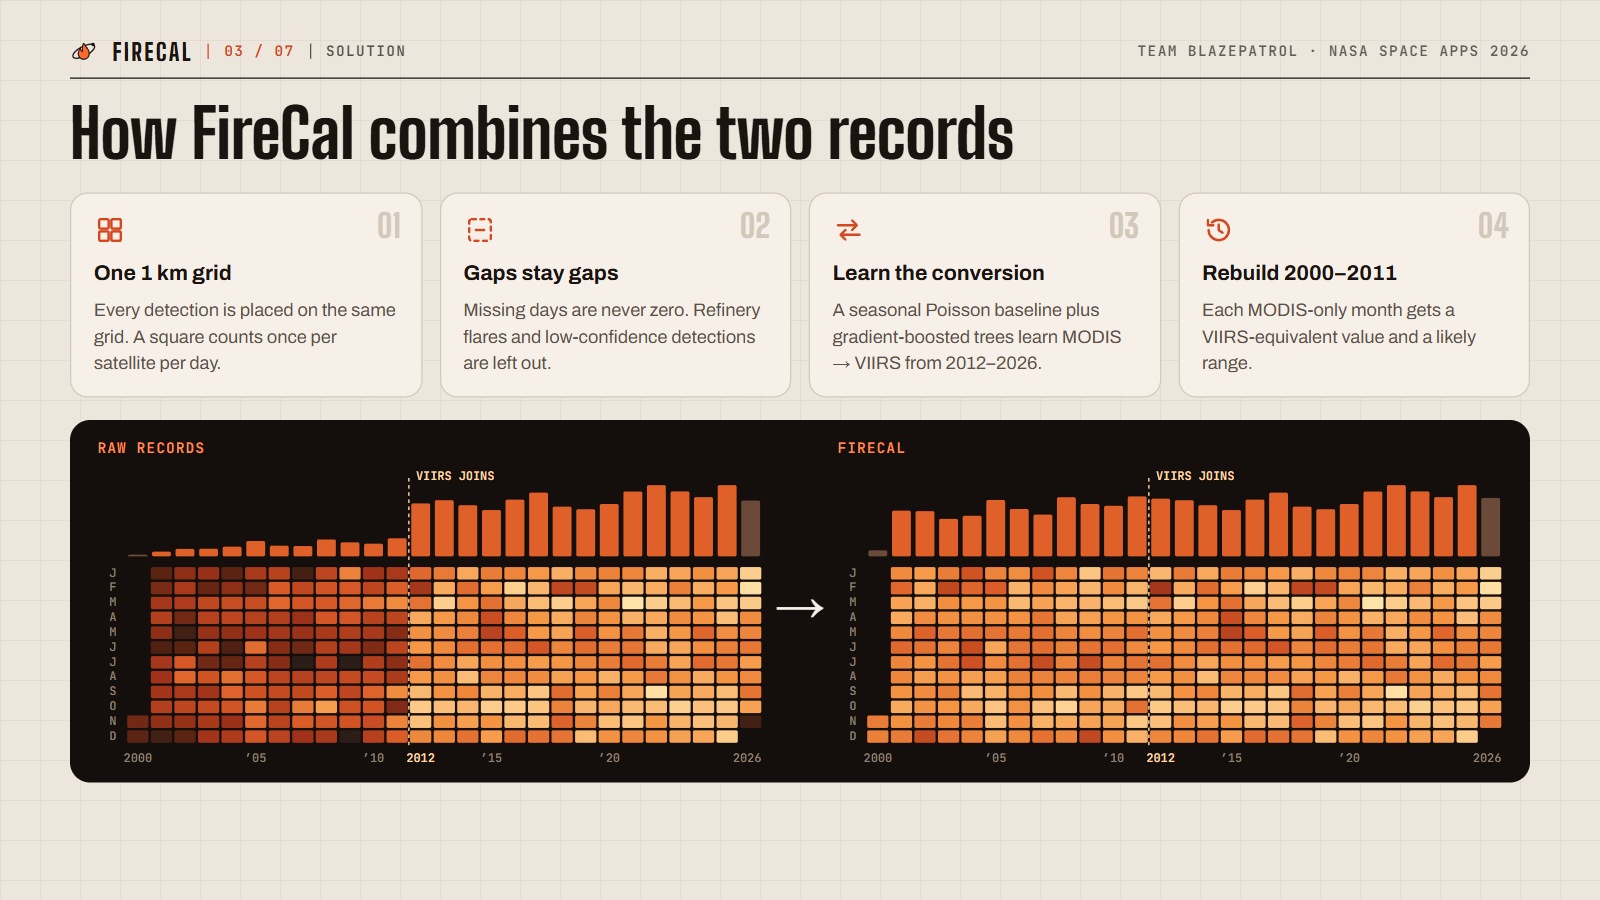 FIRECAL | 03 / 07 | SOLUTION
TEAM BLAZEPATROL · NASA SPACE APPS 2026
How FireCal combines the two records
01
One 1 km grid
Every detection is placed on the same
grid. A square counts once per
satellite per day.
02
Gaps stay gaps
Missing days are never zero. Refinery
flares and low-confidence detections
are left out.
03
Learn the conversion
A seasonal Poisson baseline plus
gradient-boosted trees learn MODIS
→ VIIRS from 2012–2026.
04
Rebuild 2000–2011
Each MODIS-only month gets a
VIIRS-equivalent value and a likely
range.
RAW RECORDS
VIIRS JOINS
J
F
M
A
M
J
J
A
S
O
N
D
2000 ’05 ’10 2012 ’15 ’20 2026
→
FIRECAL
VIIRS JOINS
J
F
M
A
M
J
J
A
S
O
N
D
2000 ’05 ’10 2012 ’15 ’20 2026